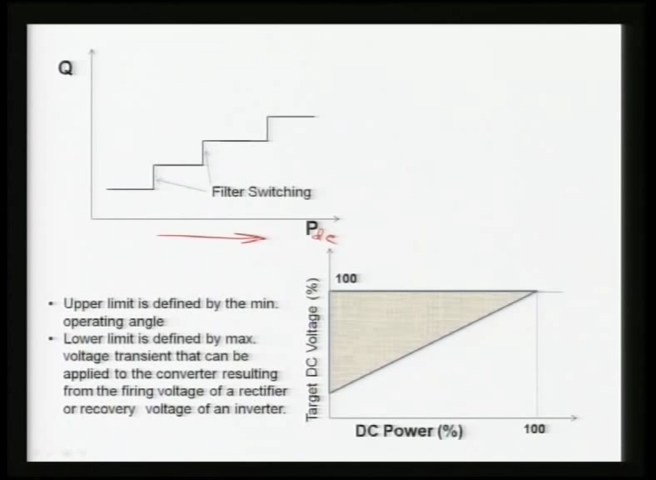 Q
Filter Switching
Pdc
100
• Upper limit is defined by the min.
operating angle
• Lower limit is defined by max.
voltage transient that can be
applied to the converter resulting
from the firing voltage of a rectifier
or recovery voltage of an inverter.
Target DC Voltage (%)
DC Power (%)
100